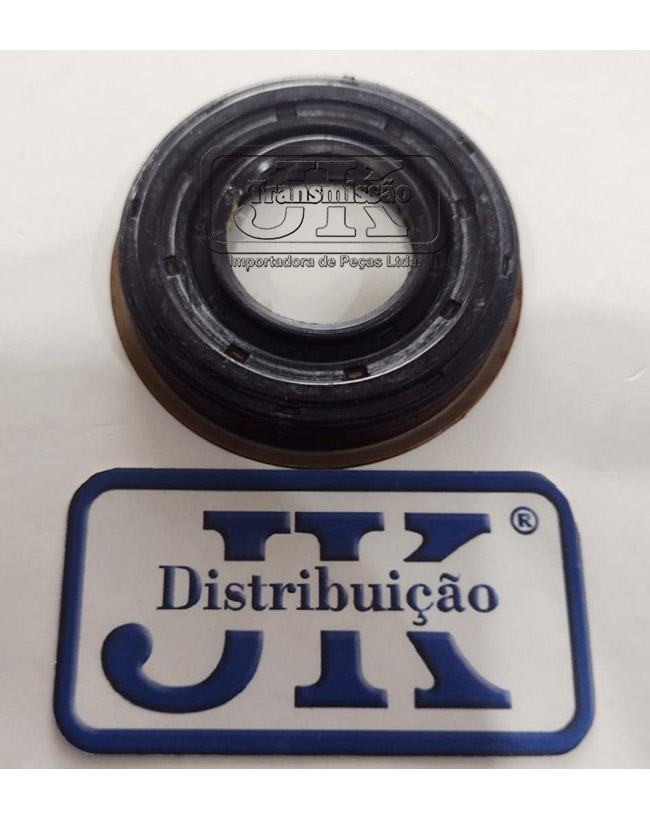 JK
Transmissão
Importadora de Peças Ltda.
JK ®
Distribuição